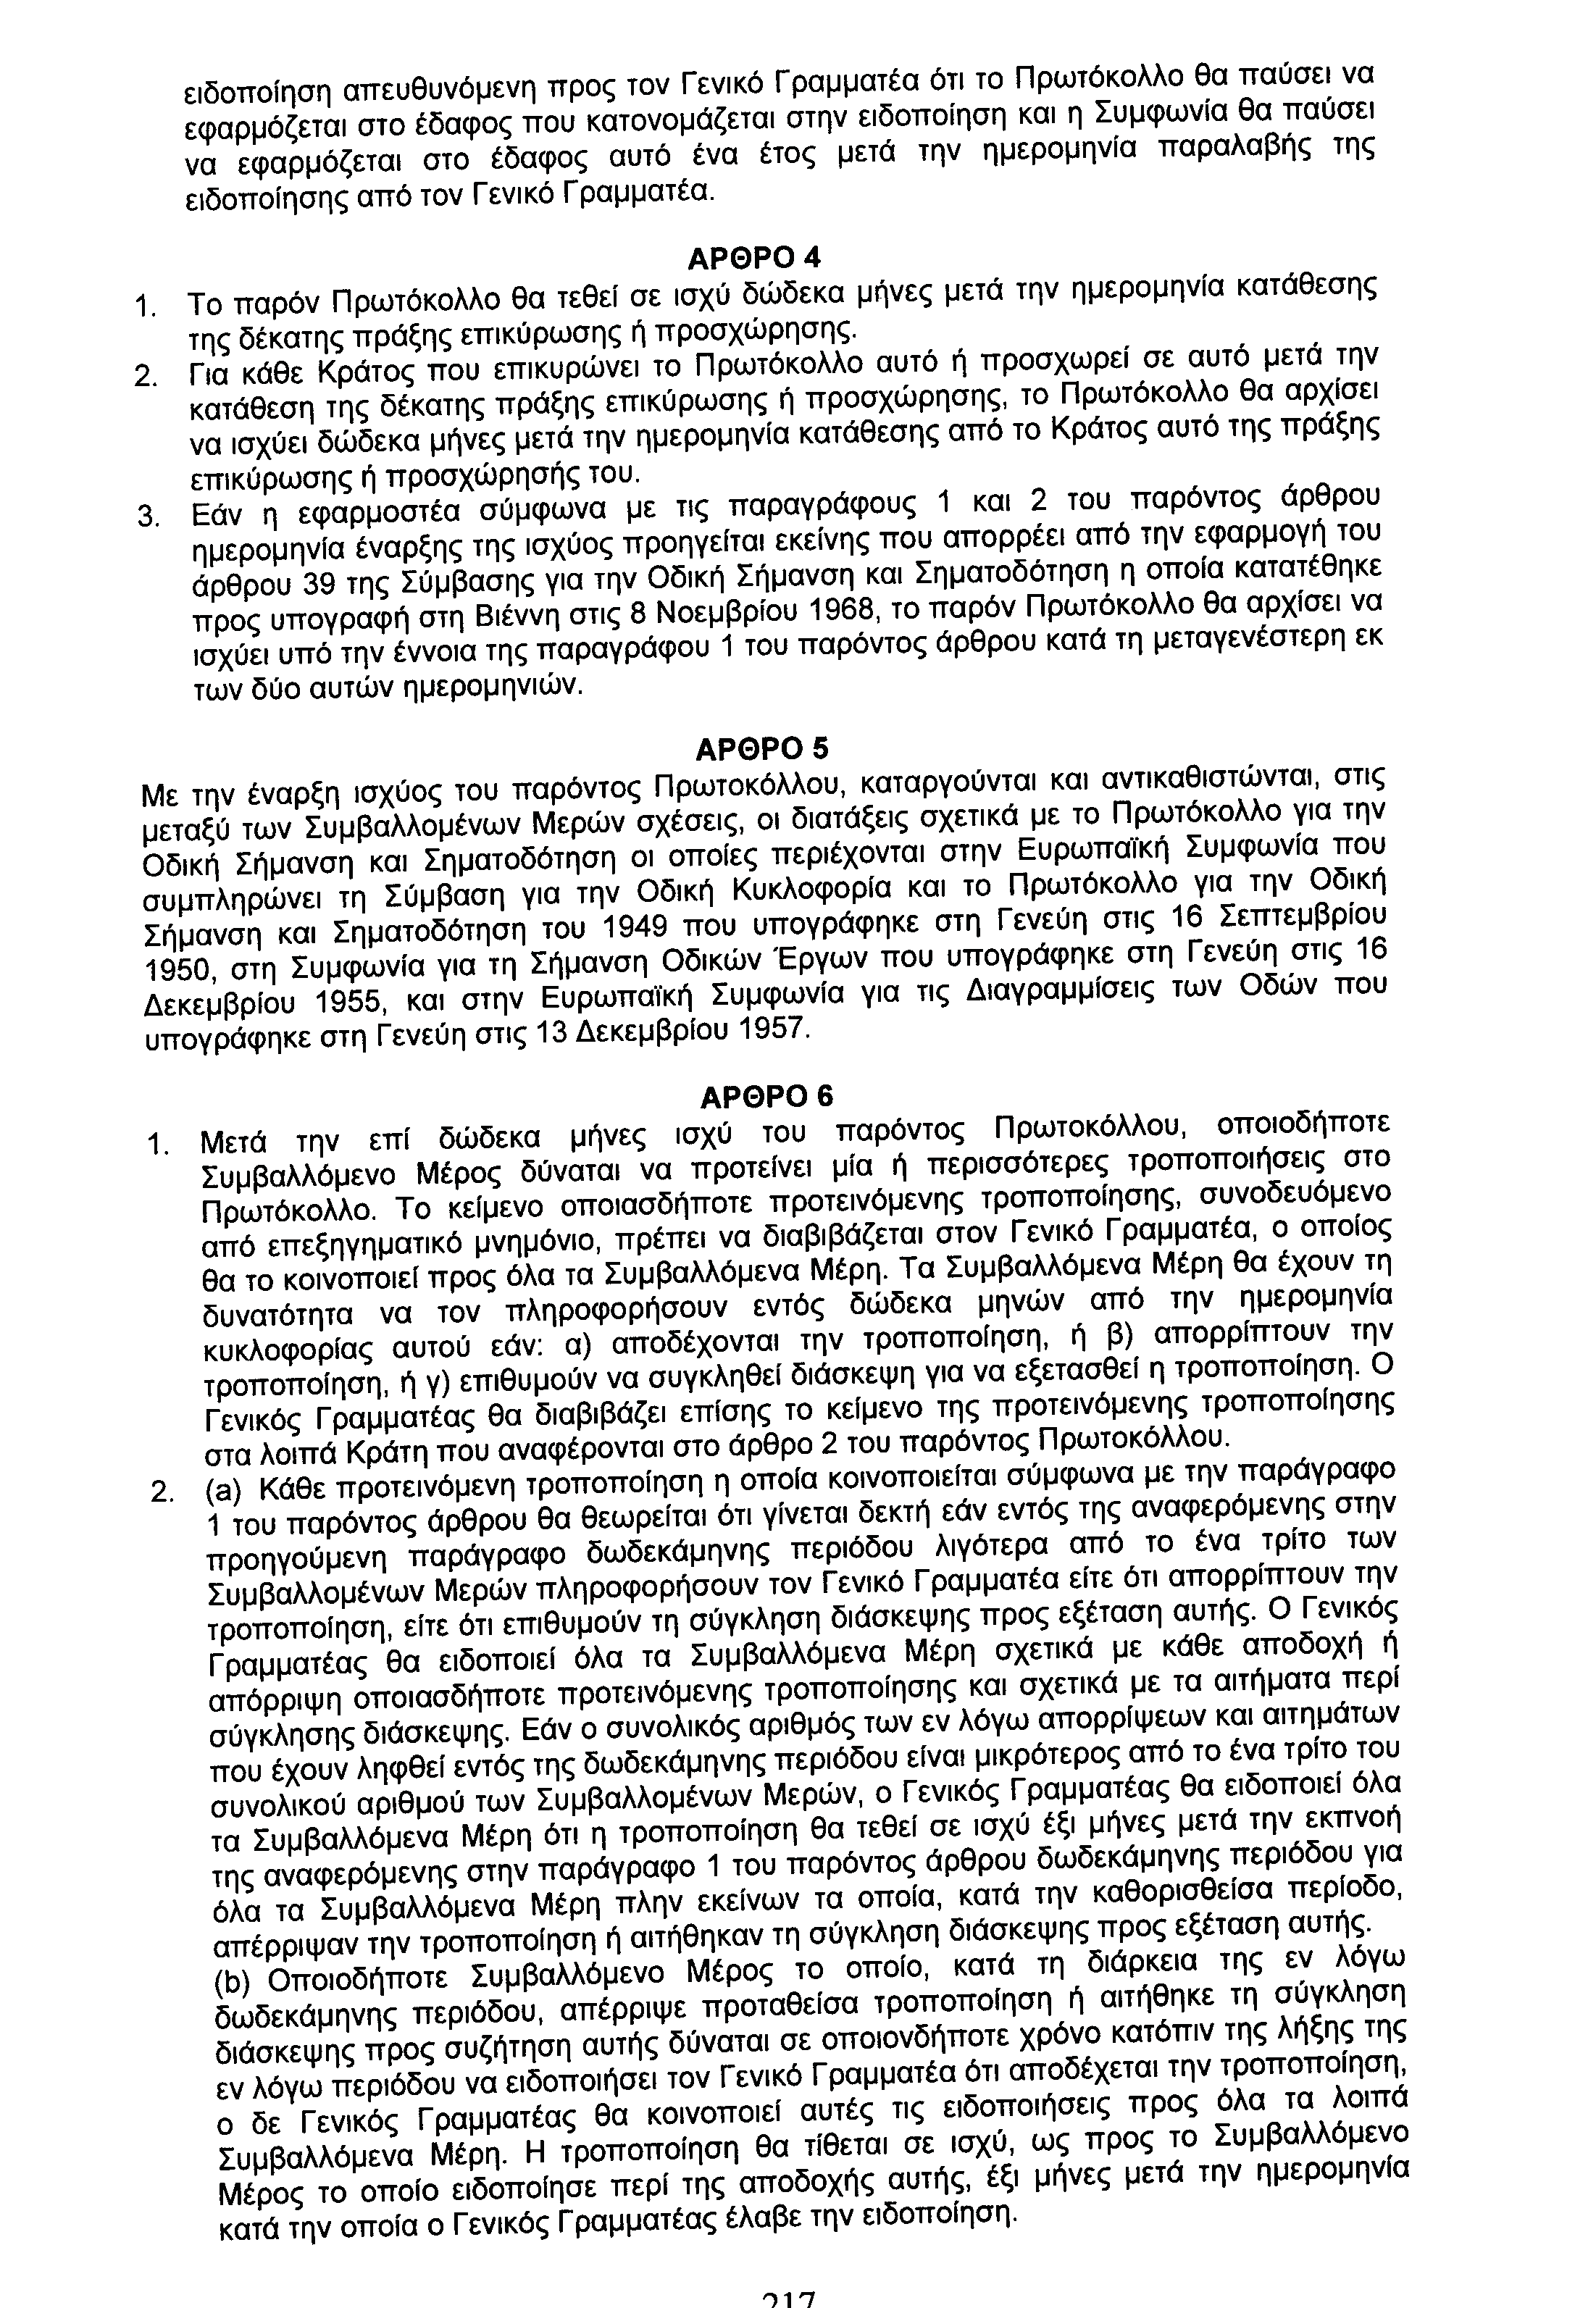 ειδοποίηση απευθυνόμενη προς τον Γενικό Γραμματέα ότι το Πρωτόκολλο θα παύσει να
εφαρμόζεται στο έδαφος που κατονομάζεται στην ειδοποίηση και η Συμφωνία θα παύσει
να εφαρμόζεται στο έδαφος αυτό ένα έτος μετά την ημερομηνία παραλαβής της
ειδοποίησης από τον Γενικό Γραμματέα.
ΑΡΘΡΟ 4
1. Το παρόν Πρωτόκολλο θα τεθεί σε ισχύ δώδεκα μήνες μετά την ημερομηνία κατάθεσης
της δέκατης πράξης επικύρωσης ή προσχώρησης.
2. Για κάθε Κράτος που επικυρώνει το Πρωτόκολλο αυτό ή προσχωρεί σε αυτό μετά την
κατάθεση της δέκατης πράξης επικύρωσης ή προσχώρησης, το Πρωτόκολλο θα αρχίσει
να ισχύει δώδεκα μήνες μετά την ημερομηνία κατάθεσης από το Κράτος αυτό της πράξης
επικύρωσης ή προσχώρησής του.
3. Εάν η εφαρμοστέα σύμφωνα με τις παραγράφους 1 και 2 του παρόντος άρθρου
ημερομηνία έναρξης της ισχύος προηγείται εκείνης που απορρέει από την εφαρμογή του
άρθρου 39 της Σύμβασης για την Οδική Σήμανση και Σηματοδότηση η οποία κατατέθηκε
προς υπογραφή στη Βιέννη στις 8 Νοεμβρίου 1968, το παρόν Πρωτόκολλο θα αρχίσει να
ισχύει υπό την έννοια της παραγράφου 1 του παρόντος άρθρου κατά τη μεταγενέστερη εκ
των δύο αυτών ημερομηνιών.
ΑΡΘΡΟ 5
Με την έναρξη ισχύος του παρόντος Πρωτοκόλλου, καταργούνται και αντικαθιστώνται, στις
μεταξύ των Συμβαλλομένων Μερών σχέσεις, οι διατάξεις σχετικά με το Πρωτόκολλο για την
Οδική Σήμανση και Σηματοδότηση οι οποίες περιέχονται στην Ευρωπαϊκή Συμφωνία που
συμπληρώνει τη Σύμβαση για την Οδική Κυκλοφορία και το Πρωτόκολλο για την Οδική
Σήμανση και Σηματοδότηση του 1949 που υπογράφηκε στη Γενεύη στις 16 Σεπτεμβρίου
1950, στη Συμφωνία για τη Σήμανση Οδικών Έργων που υπογράφηκε στη Γενεύη στις 16
Δεκεμβρίου 1955, και στην Ευρωπαϊκή Συμφωνία για τις Διαγραμμίσεις των Οδών που
υπογράφηκε στη Γενεύη στις 13 Δεκεμβρίου 1957.
ΑΡΘΡΟ 6
1. Μετά την επί δώδεκα μήνες ισχύ του παρόντος Πρωτοκόλλου, οποιοδήποτε
Συμβαλλόμενο Μέρος δύναται να προτείνει μία ή περισσότερες τροποποιήσεις στο
Πρωτόκολλο. Το κείμενο οποιασδήποτε προτεινόμενης τροποποίησης, συνοδευόμενο
από επεξηγηματικό μνημόνιο, πρέπει να διαβιβάζεται στον Γενικό Γραμματέα, ο οποίος
θα το κοινοποιεί προς όλα τα Συμβαλλόμενα Μέρη. Τα Συμβαλλόμενα Μέρη θα έχουν τη
δυνατότητα να τον πληροφορήσουν εντός δώδεκα μηνών από την ημερομηνία
κυκλοφορίας αυτού εάν: α) αποδέχονται την τροποποίηση, ή β) απορρίπτουν την
τροποποίηση, ή γ) επιθυμούν να συγκληθεί διάσκεψη για να εξετασθεί η τροποποίηση. Ο
Γενικός Γραμματέας θα διαβιβάζει επίσης το κείμενο της προτεινόμενης τροποποίησης
στα λοιπά Κράτη που αναφέρονται στο άρθρο 2 του παρόντος Πρωτοκόλλου.
2. (a) Κάθε προτεινόμενη τροποποίηση η οποία κοινοποιείται σύμφωνα με την παράγραφο
1 του παρόντος άρθρου θα θεωρείται ότι γίνεται δεκτή εάν εντός της αναφερόμενης στην
προηγούμενη παράγραφο δωδεκάμηνης περιόδου λιγότερα από το ένα τρίτο των
Συμβαλλομένων Μερών πληροφορήσουν τον Γενικό Γραμματέα είτε ότι απορρίπτουν την
τροποποίηση, είτε ότι επιθυμούν τη σύγκληση διάσκεψης προς εξέταση αυτής. Ο Γενικός
Γραμματέας θα ειδοποιεί όλα τα Συμβαλλόμενα Μέρη σχετικά με κάθε αποδοχή ή
απόρριψη οποιασδήποτε προτεινόμενης τροποποίησης και σχετικά με τα αιτήματα περί
σύγκλησης διάσκεψης. Εάν ο συνολικός αριθμός των εν λόγω απορρίψεων και αιτημάτων
που έχουν ληφθεί εντός της δωδεκάμηνης περιόδου είναι μικρότερος από το ένα τρίτο του
συνολικού αριθμού των Συμβαλλομένων Μερών, ο Γενικός Γραμματέας θα ειδοποιεί όλα
τα Συμβαλλόμενα Μέρη ότι η τροποποίηση θα τεθεί σε ισχύ έξι μήνες μετά την εκπνοή
της αναφερόμενης στην παράγραφο 1 του παρόντος άρθρου δωδεκάμηνης περιόδου για
όλα τα Συμβαλλόμενα Μέρη πλην εκείνων τα οποία, κατά την καθορισθείσα περίοδο,
απέρριψαν την τροποποίηση ή αιτήθηκαν τη σύγκληση διάσκεψης προς εξέταση αυτής.
(b) Οποιοδήποτε Συμβαλλόμενο Μέρος το οποίο, κατά τη διάρκεια της εν λόγω
δωδεκάμηνης περιόδου, απέρριψε προταθείσα τροποποίηση ή αιτήθηκε τη σύγκληση
διάσκεψης προς συζήτηση αυτής δύναται σε οποιονδήποτε χρόνο κατόπιν της λήξης της
εν λόγω περιόδου να ειδοποιήσει τον Γενικό Γραμματέα ότι αποδέχεται την τροποποίηση,
ο δε Γενικός Γραμματέας θα κοινοποιεί αυτές τις ειδοποιήσεις προς όλα τα λοιπά
Συμβαλλόμενα Μέρη. Η τροποποίηση θα τίθεται σε ισχύ, ως προς το Συμβαλλόμενο
Μέρος το οποίο ειδοποίησε περί της αποδοχής αυτής, έξι μήνες μετά την ημερομηνία
κατά την οποία ο Γενικός Γραμματέας έλαβε την ειδοποίηση.
217